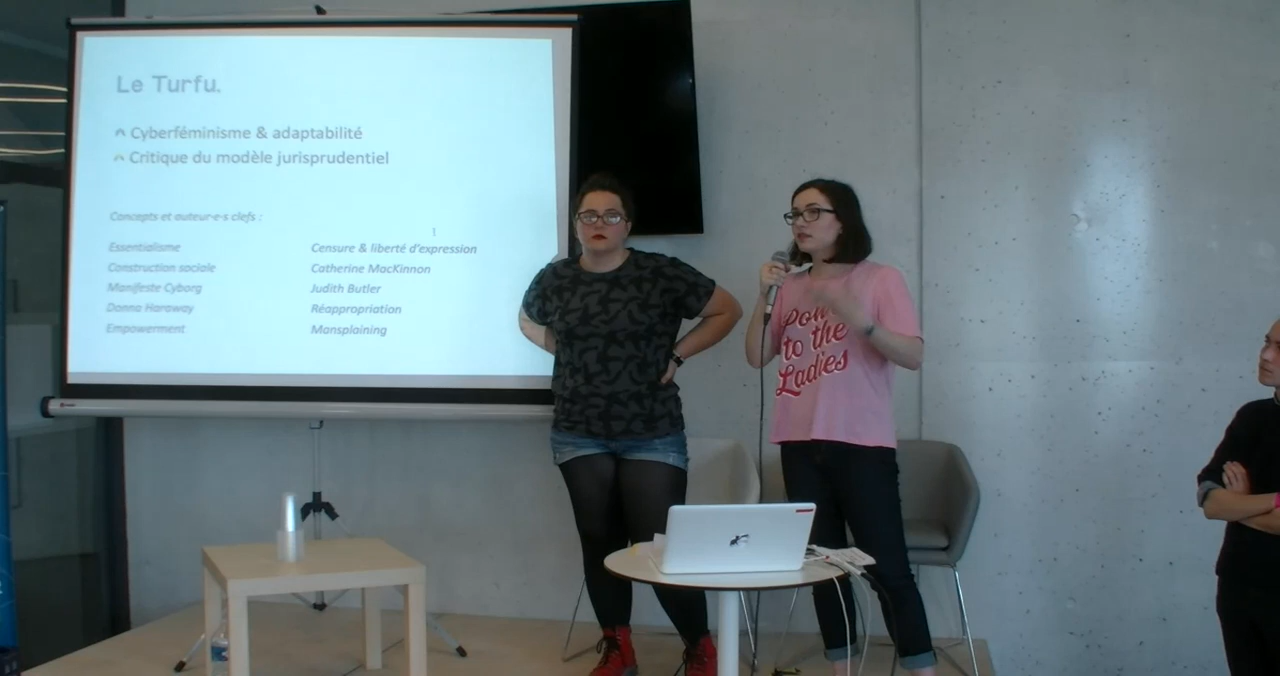 Le Turfu.
Cyberféminisme & adaptabilité
Critique du modèle jurisprudentiel
Concepts et auteur·e·s clefs :
Essentialisme
Construction sociale
Manifeste Cyborg
Donna Haraway
Empowerment
Censure & liberté d'expression
Catherine MacKinnon
Judith Butler
Réappropriation
Mansplaining
to the
Ladies